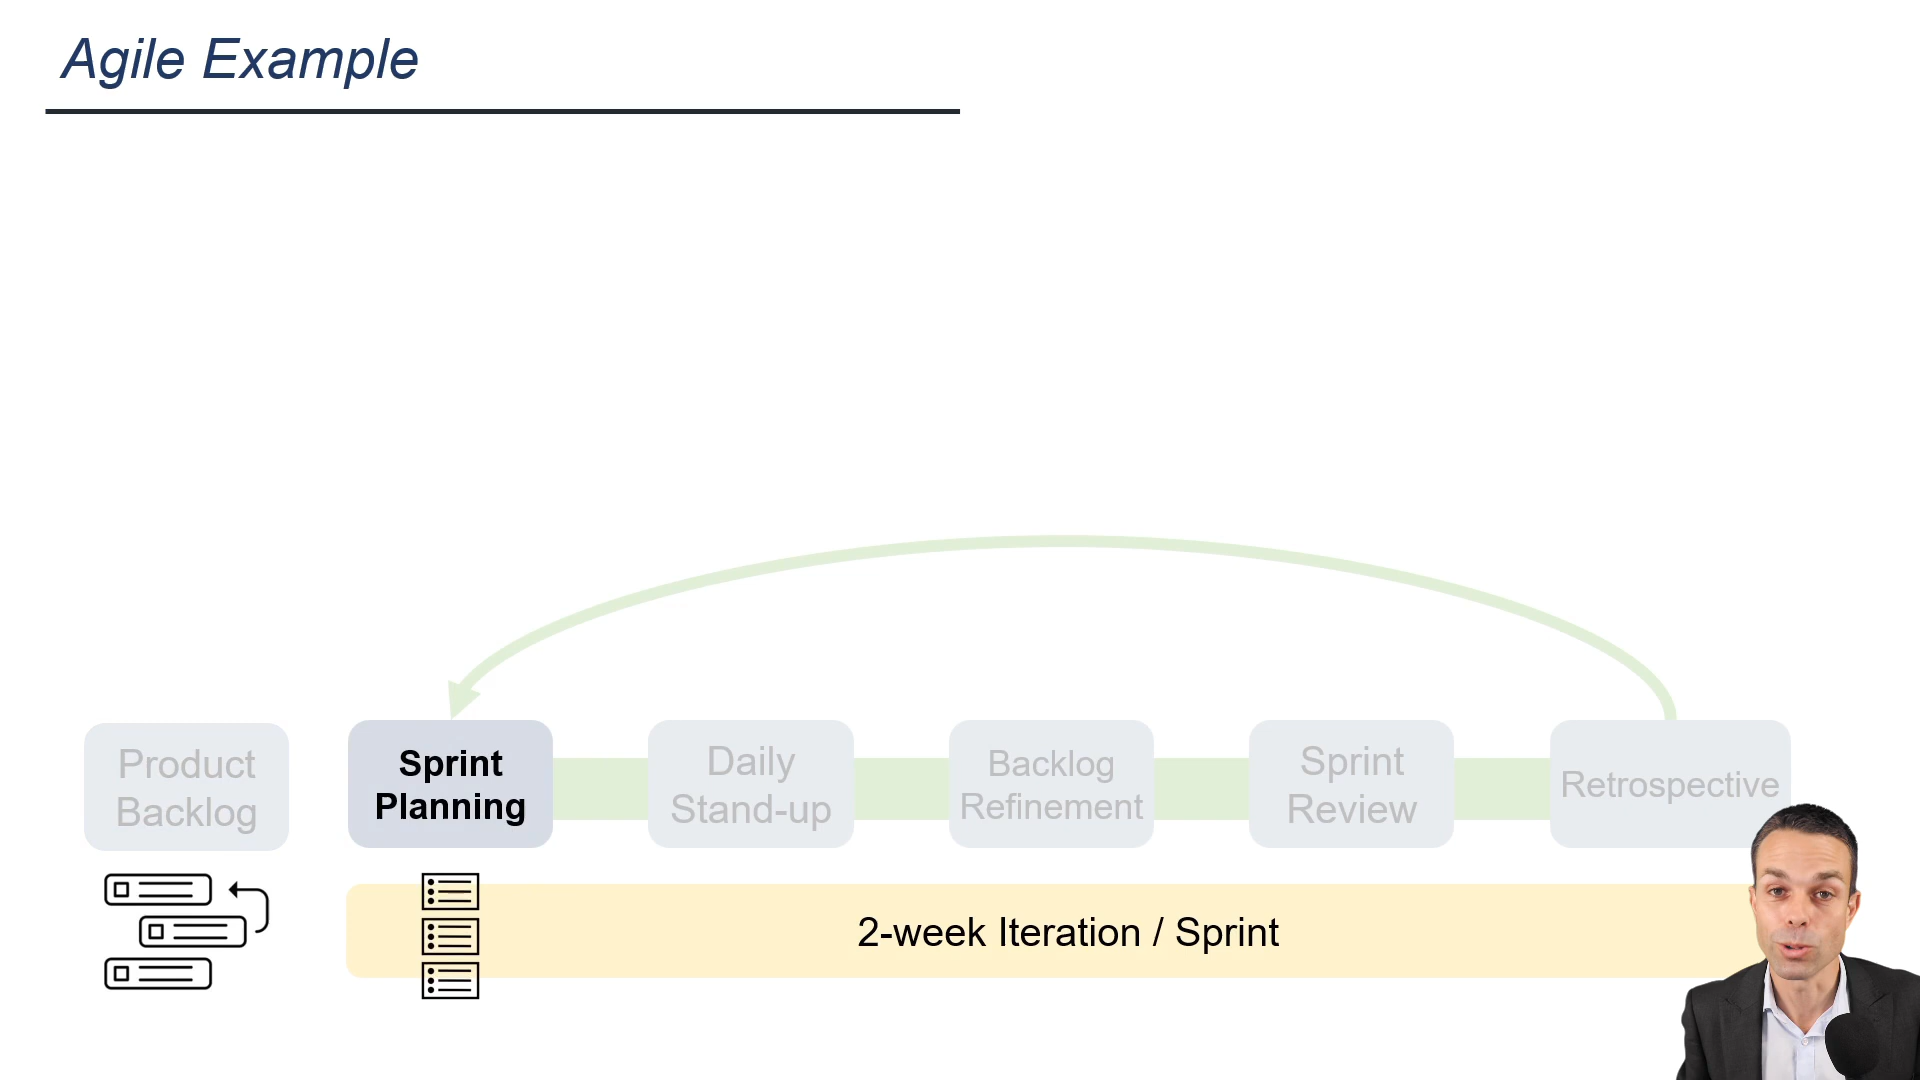 Agile Example
Product
Backlog
Sprint
Planning
Daily
Stand-up
Backlog
Refinement
Sprint
Review
Retrospective
2-week Iteration / Sprint